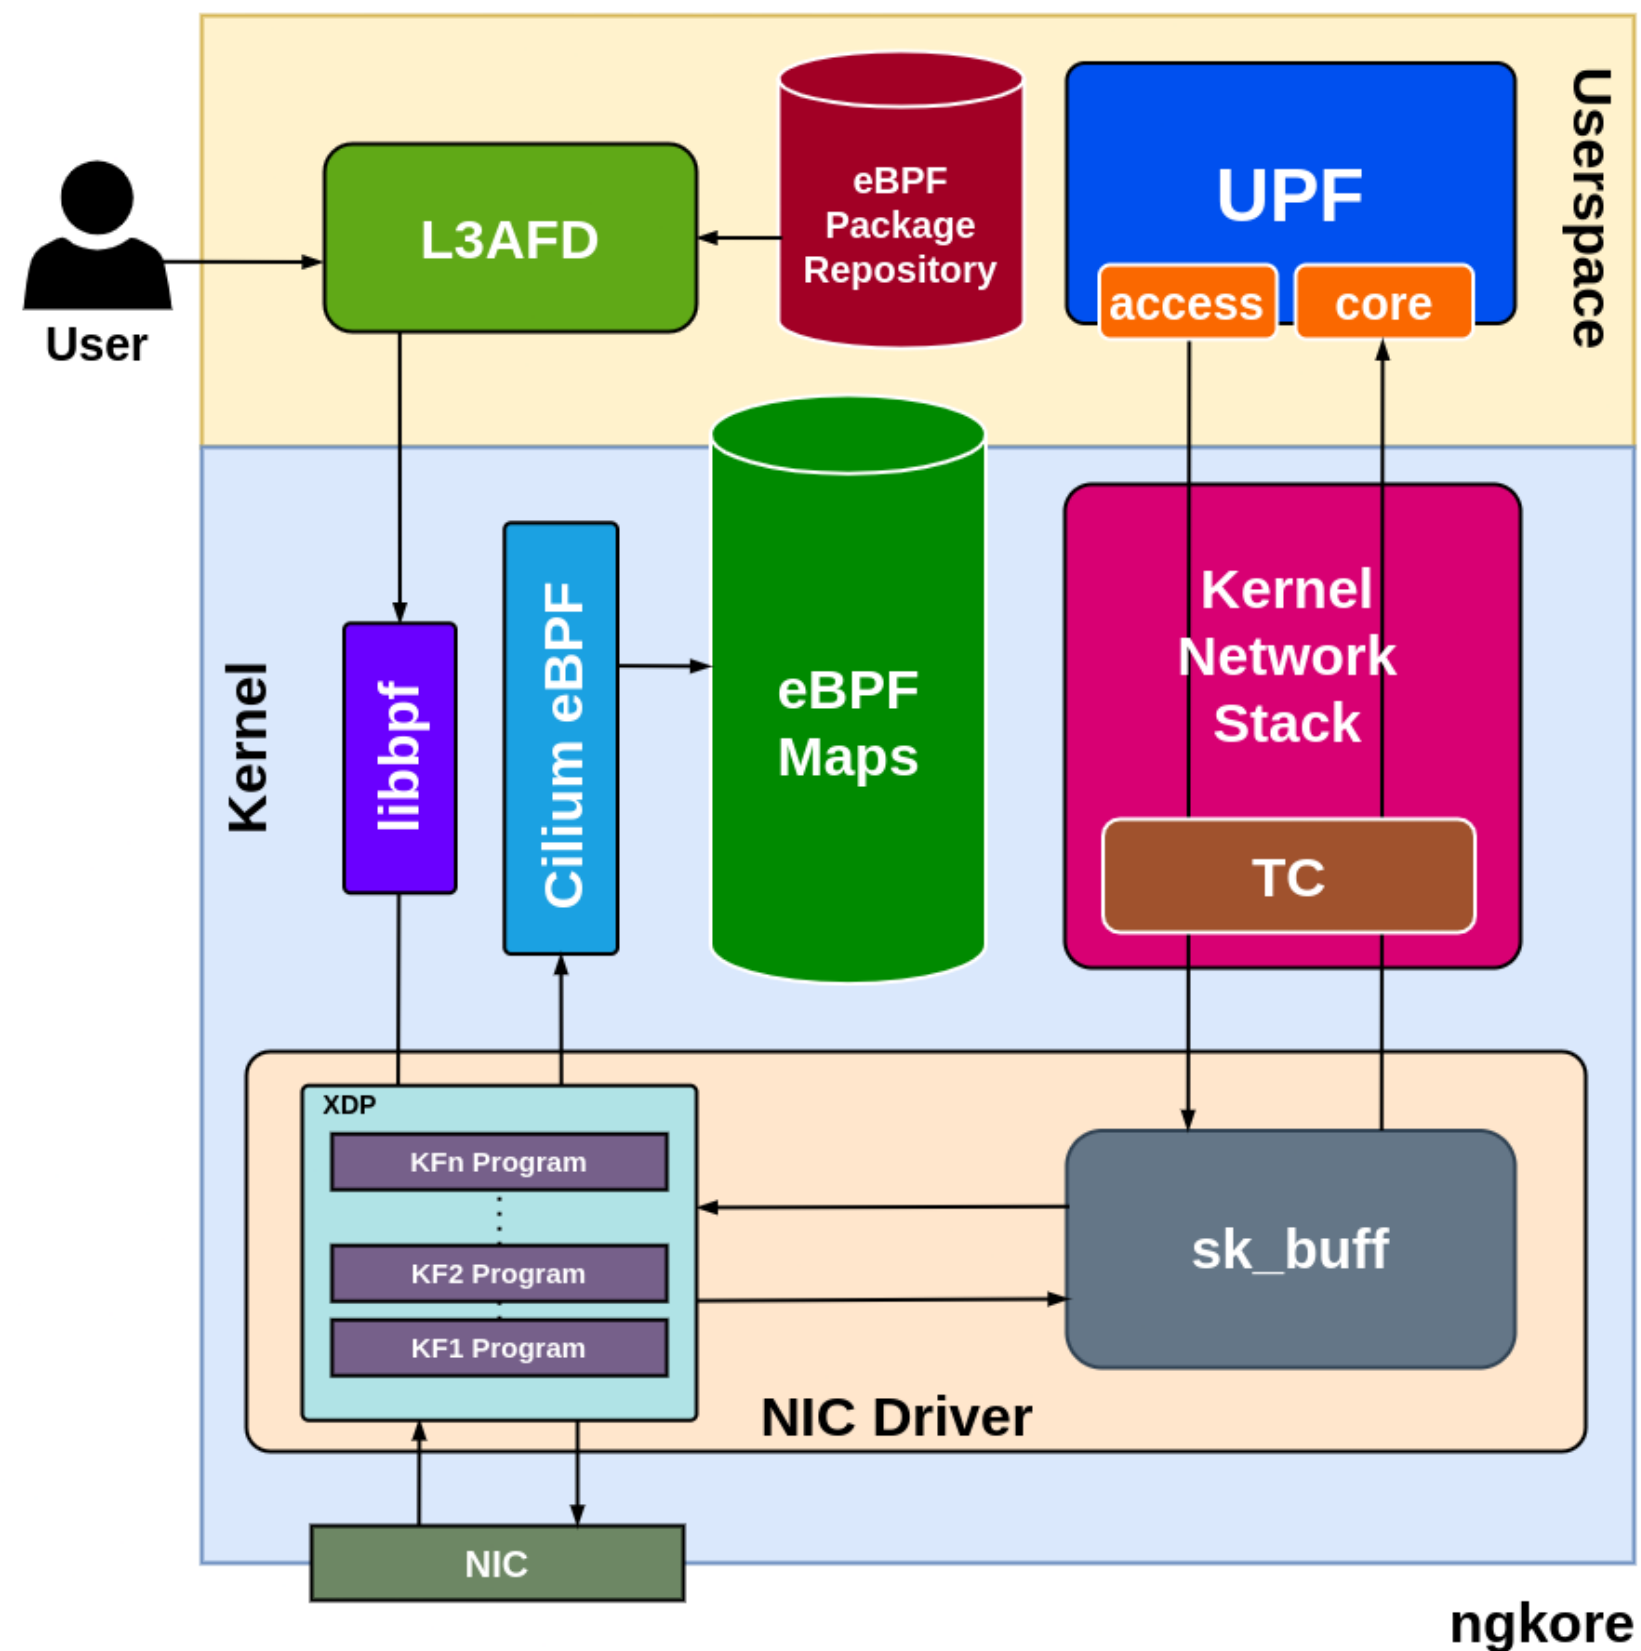 Userspace
eBPF
Package
Repository
UPF
L3AFD
access
core
User
Kernel
libbpf
Cilium eBPF
eBPF
Maps
Kernel
Network
Stack
TC
XDP
KFn Program
KF2 Program
KF1 Program
sk_buff
NIC Driver
NIC
ngkore